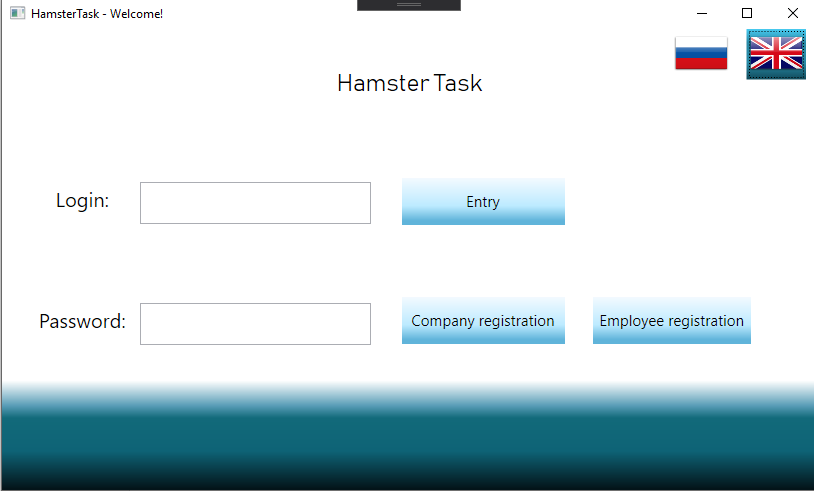 HamsterTask - Welcome!
Hamster Task
Login:
Entry
Password:
Company registration
Employee registration